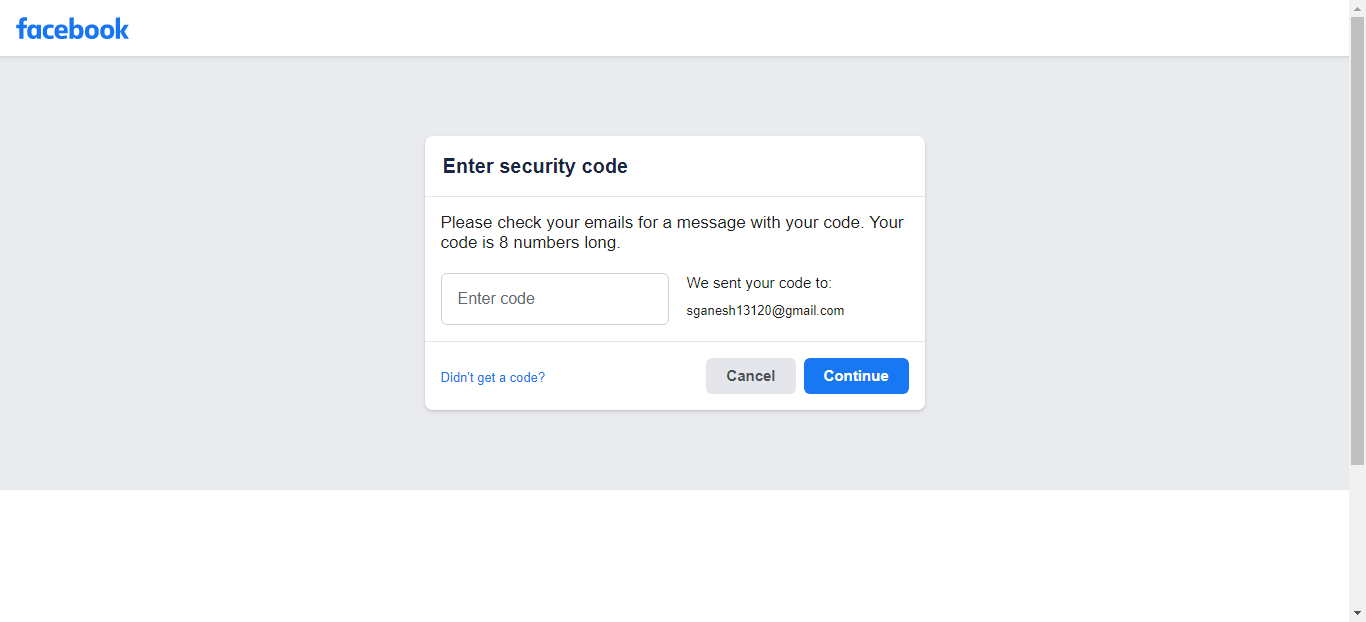 facebook
Enter security code
Please check your emails for a message with your code. Your
code is 8 numbers long.
Enter code
We sent your code to:
sganesh13120@gmail.com
Didn't get a code?
Cancel
Continue